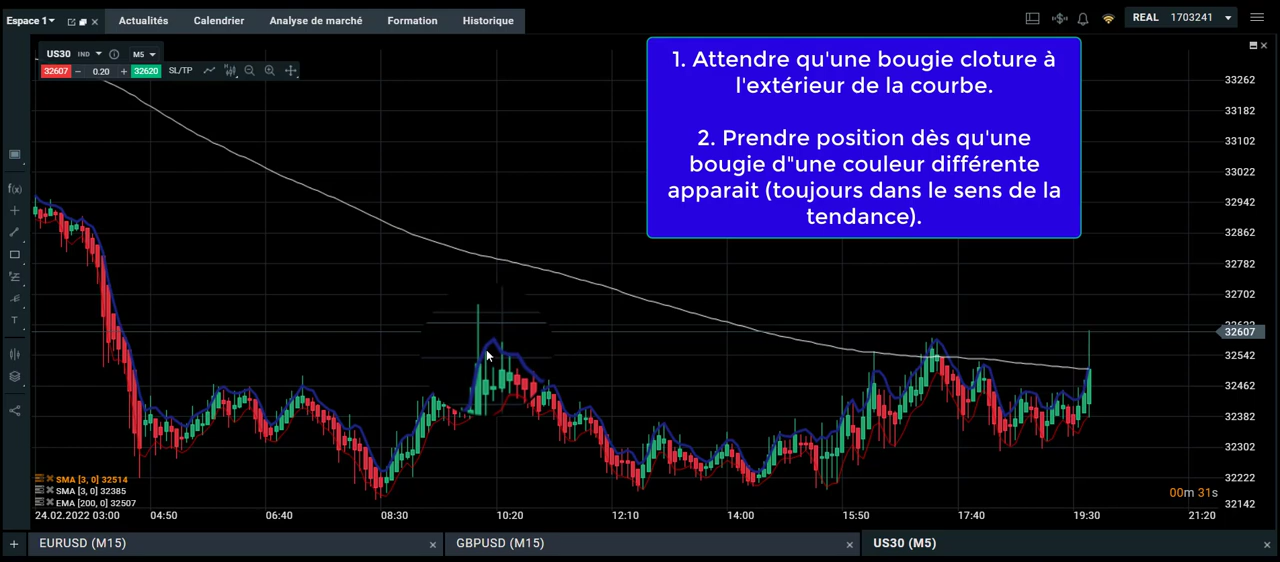 Espace 1
Actualités
Calendrier
Analyse de marché
Formation
Historique
REAL 1703241
US30 IND M5
32607 − 0.20 + 32620 SL/TP
1. Attendre qu'une bougie cloture à
l'extérieur de la courbe.
2. Prendre position dès qu'une
bougie d"une couleur différente
apparait (toujours dans le sens de la
tendance).
33262
33182
33102
33022
32942
32862
32782
32702
32607
32542
32462
32382
32302
32222
32142
f(x)
T
SMA [3, 0] 32514
SMA [3, 0] 32385
EMA [200, 0] 32507
00m 31s
24.02.2022 03:00 04:50 06:40 08:30 10:20 12:10 14:00 15:50 17:40 19:30 21:20
EURUSD (M15)
GBPUSD (M15)
US30 (M5)